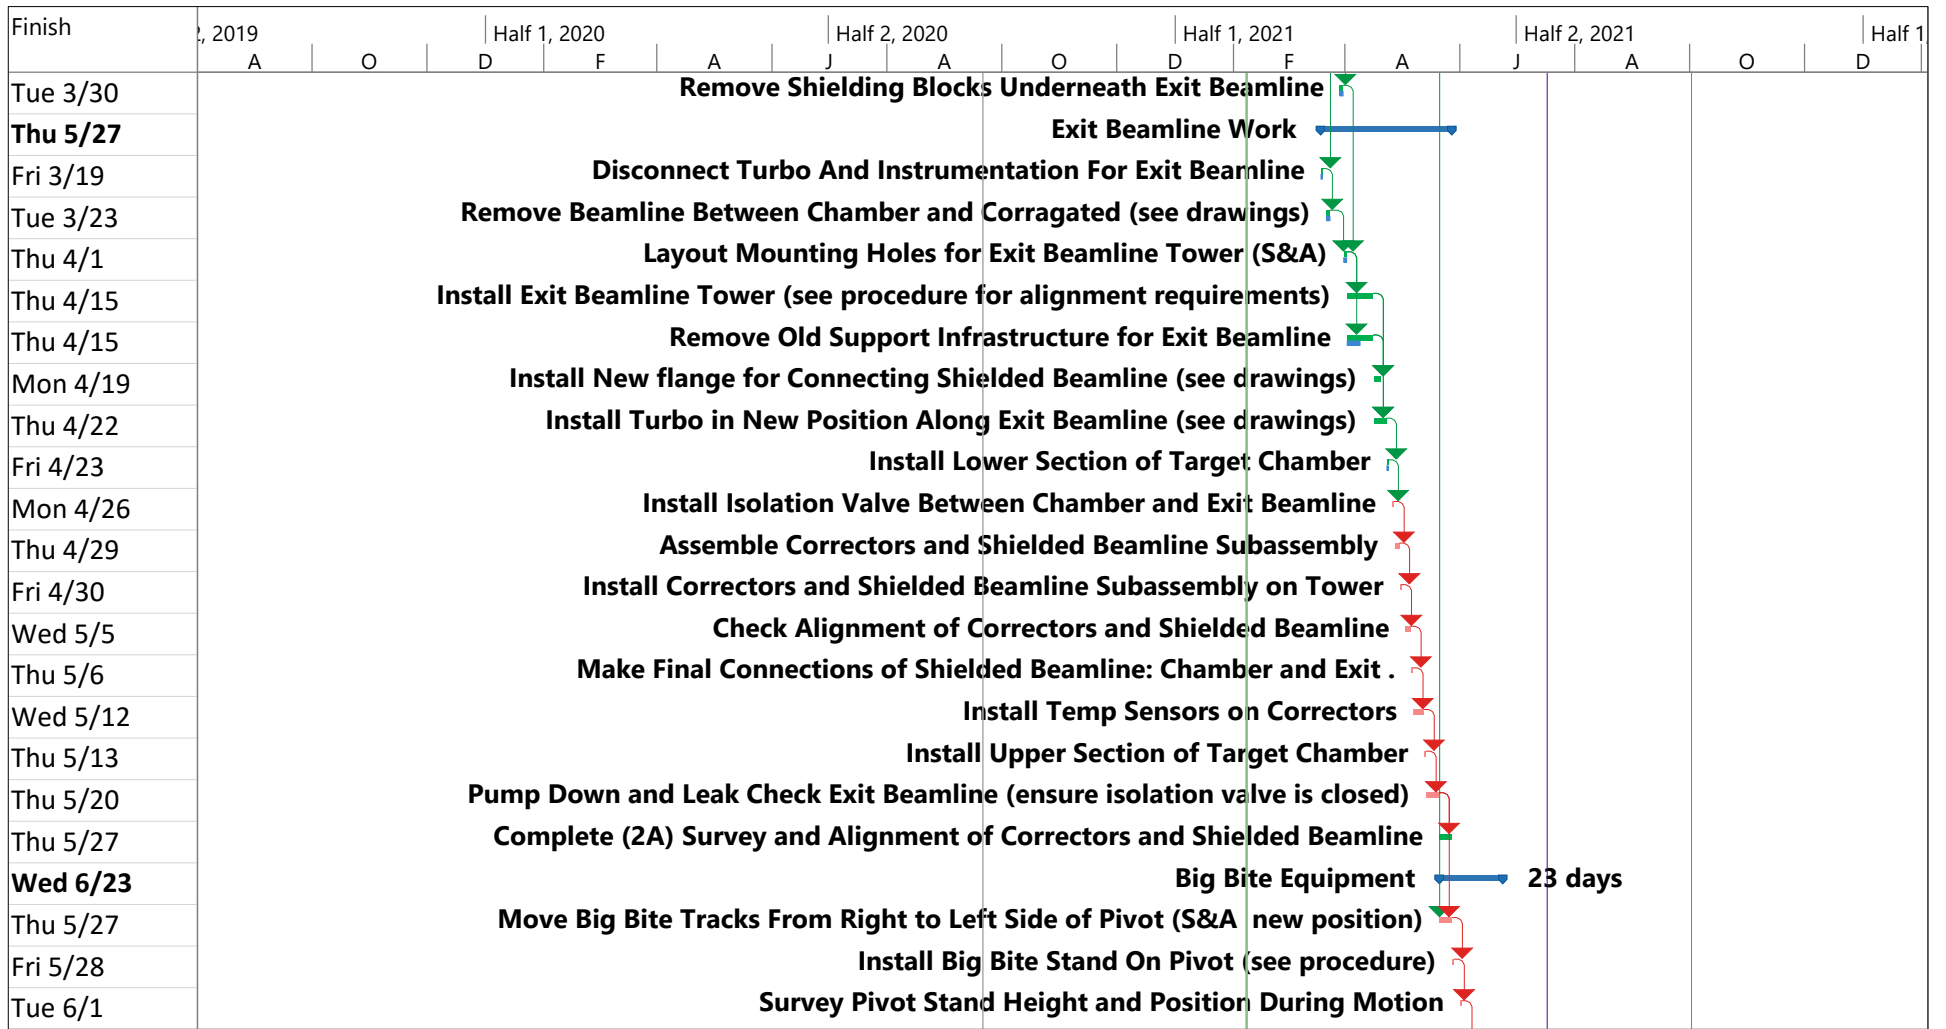 Finish
2, 2019 Half 1, 2020 Half 2, 2020 Half 1, 2021 Half 2, 2021 Half 1,
A O D F A J A O D F A J A O D
Tue 3/30 Remove Shielding Blocks Underneath Exit Beamline
Thu 5/27 Exit Beamline Work
Fri 3/19 Disconnect Turbo And Instrumentation For Exit Beamline
Tue 3/23 Remove Beamline Between Chamber and Corragated (see drawings)
Thu 4/1 Layout Mounting Holes for Exit Beamline Tower (S&A)
Thu 4/15 Install Exit Beamline Tower (see procedure for alignment requirements)
Thu 4/15 Remove Old Support Infrastructure for Exit Beamline
Mon 4/19 Install New flange for Connecting Shielded Beamline (see drawings)
Thu 4/22 Install Turbo in New Position Along Exit Beamline (see drawings)
Fri 4/23 Install Lower Section of Target Chamber
Mon 4/26 Install Isolation Valve Between Chamber and Exit Beamline
Thu 4/29 Assemble Correctors and Shielded Beamline Subassembly
Fri 4/30 Install Correctors and Shielded Beamline Subassembly on Tower
Wed 5/5 Check Alignment of Correctors and Shielded Beamline
Thu 5/6 Make Final Connections of Shielded Beamline: Chamber and Exit .
Wed 5/12 Install Temp Sensors on Correctors
Thu 5/13 Install Upper Section of Target Chamber
Thu 5/20 Pump Down and Leak Check Exit Beamline (ensure isolation valve is closed)
Thu 5/27 Complete (2A) Survey and Alignment of Correctors and Shielded Beamline
Wed 6/23 Big Bite Equipment 23 days
Thu 5/27 Move Big Bite Tracks From Right to Left Side of Pivot (S&A new position)
Fri 5/28 Install Big Bite Stand On Pivot (see procedure)
Tue 6/1 Survey Pivot Stand Height and Position During Motion